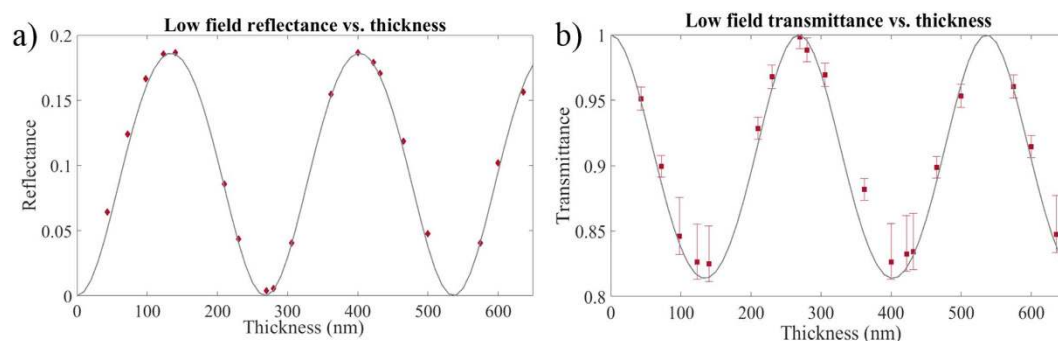 a)
Low field reflectance vs. thickness
Reflectance
0.2
0.15
0.1
0.05
0
0 100 200 300 400 500 600
Thickness (nm)
b)
Low field transmittance vs. thickness
Transmittance
1
0.95
0.9
0.85
0.8
0 100 200 300 400 500 600
Thickness (nm)